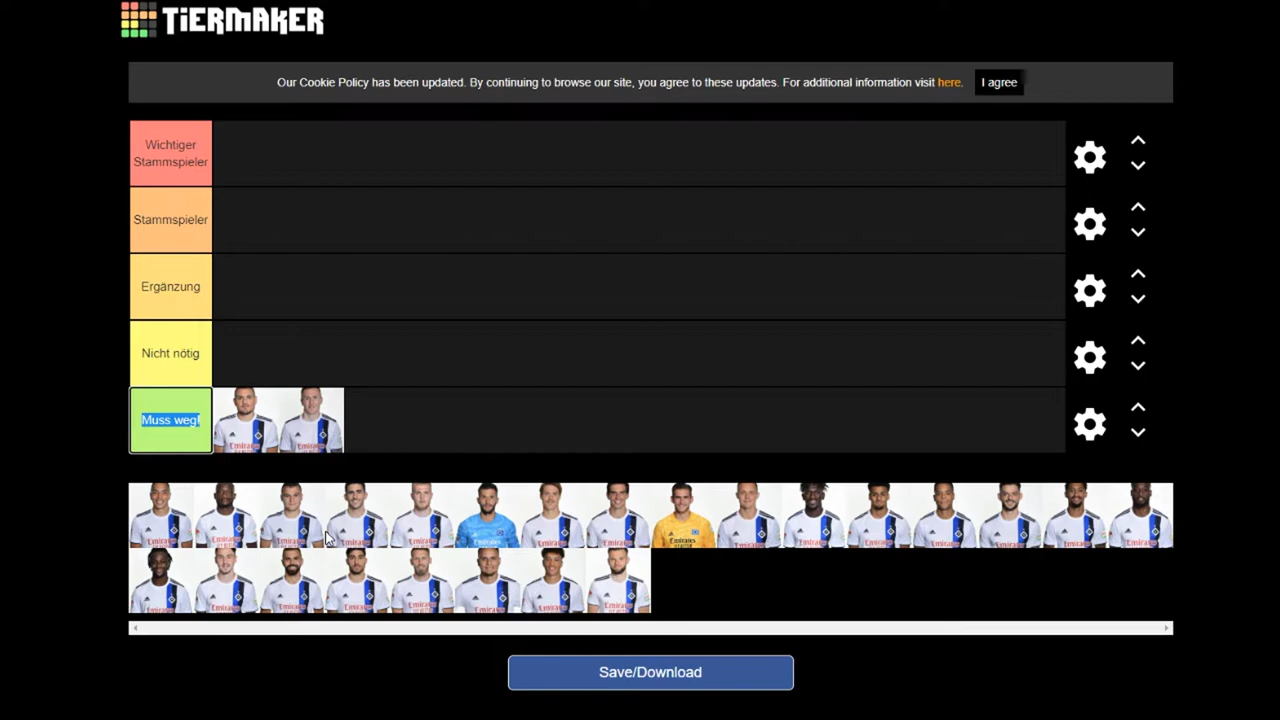 TiERMAKER
Our Cookie Policy has been updated. By continuing to browse our site, you agree to these updates. For additional information visit here. I agree
Wichtiger
Stammspieler
Stammspieler
Ergänzung
Nicht nötig
Muss weg!
Save/Download